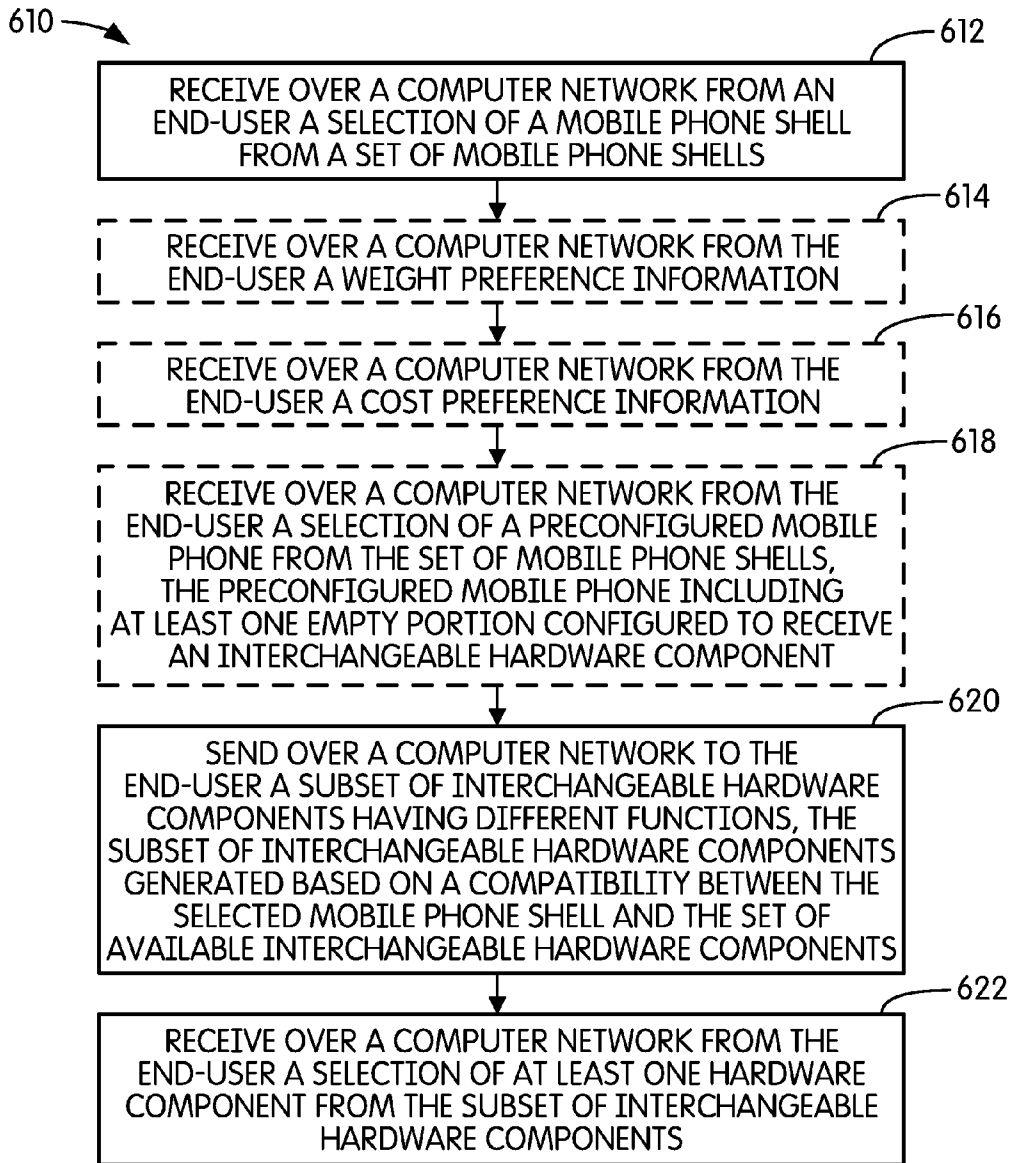 610
612
RECEIVE OVER A COMPUTER NETWORK FROM AN
END-USER A SELECTION OF A MOBILE PHONE SHELL
FROM A SET OF MOBILE PHONE SHELLS
614
RECEIVE OVER A COMPUTER NETWORK FROM THE
END-USER A WEIGHT PREFERENCE INFORMATION
616
RECEIVE OVER A COMPUTER NETWORK FROM THE
END-USER A COST PREFERENCE INFORMATION
618
RECEIVE OVER A COMPUTER NETWORK FROM THE
END-USER A SELECTION OF A PRECONFIGURED MOBILE
PHONE FROM THE SET OF MOBILE PHONE SHELLS,
THE PRECONFIGURED MOBILE PHONE INCLUDING
AT LEAST ONE EMPTY PORTION CONFIGURED TO RECEIVE
AN INTERCHANGEABLE HARDWARE COMPONENT
620
SEND OVER A COMPUTER NETWORK TO THE
END-USER A SUBSET OF INTERCHANGEABLE HARDWARE
COMPONENTS HAVING DIFFERENT FUNCTIONS, THE
SUBSET OF INTERCHANGEABLE HARDWARE COMPONENTS
GENERATED BASED ON A COMPATIBILITY BETWEEN THE
SELECTED MOBILE PHONE SHELL AND THE SET OF
AVAILABLE INTERCHANGEABLE HARDWARE COMPONENTS
622
RECEIVE OVER A COMPUTER NETWORK FROM THE
END-USER A SELECTION OF AT LEAST ONE HARDWARE
COMPONENT FROM THE SUBSET OF INTERCHANGEABLE
HARDWARE COMPONENTS